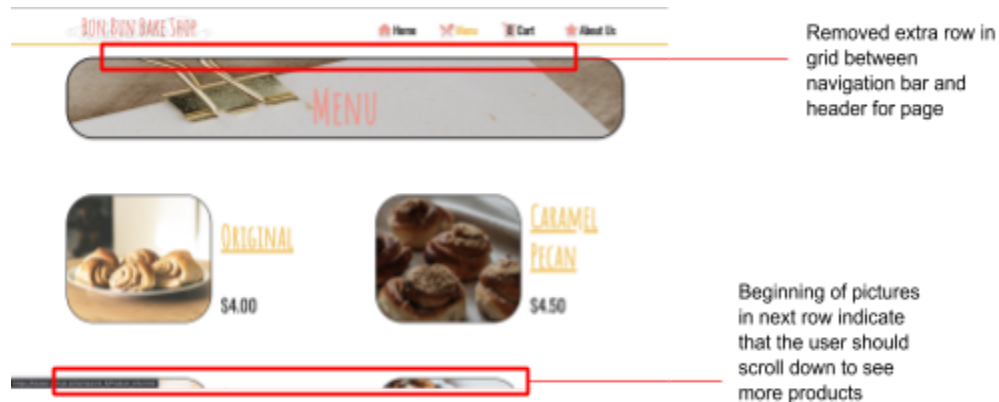 BON BUN BAKE SHOP
Home Menu Cart About Us
MENU
ORIGINAL
$4.00
CARAMEL
PECAN
$4.50
Removed extra row in
grid between
navigation bar and
header for page
Beginning of pictures
in next row indicate
that the user should
scroll down to see
more products